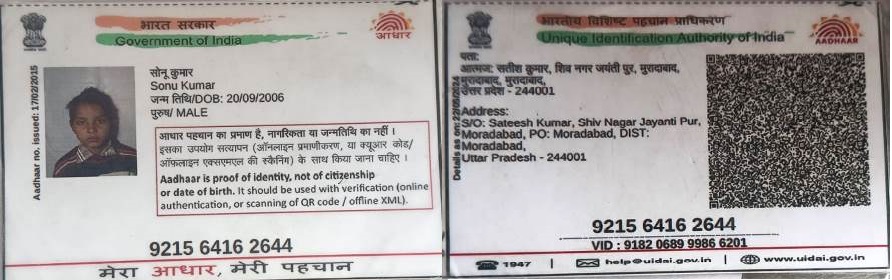 भारत सरकार
Government of India
आधार
Aadhaar no. issued: 17/02/2015
सोनू कुमार
Sonu Kumar
जन्म तिथि/DOB: 20/09/2006
पुरुष/ MALE
आधार पहचान का प्रमाण है, नागरिकता या जन्मतिथि का नहीं ।
इसका उपयोग सत्यापन (ऑनलाइन प्रमाणीकरण, या क्यूआर कोड/
ऑफलाइन एक्सएमएल की स्कैनिंग) के साथ किया जाना चाहिए ।
Aadhaar is proof of identity, not of citizenship
or date of birth. It should be used with verification (online
authentication, or scanning of QR code / offline XML).
9215 6416 2644
मेरा आधार, मेरी पहचान
भारतीय विशिष्ट पहचान प्राधिकरण
Unique Identification Authority of India
AADHAAR
पता:
आत्मज: सतीश कुमार, शिव नगर जयंती पुर, मुरादाबाद,
मुरादाबाद, मुरादाबाद,
उत्तर प्रदेश - 244001
Address:
S/O: Sateesh Kumar, Shiv Nagar Jayanti Pur,
Moradabad, PO: Moradabad, DIST:
Moradabad,
Uttar Pradesh - 244001
Details as on:
9215 6416 2644
VID : 9182 0689 9986 6201
1947 | help@uidai.gov.in | www.uidai.gov.in